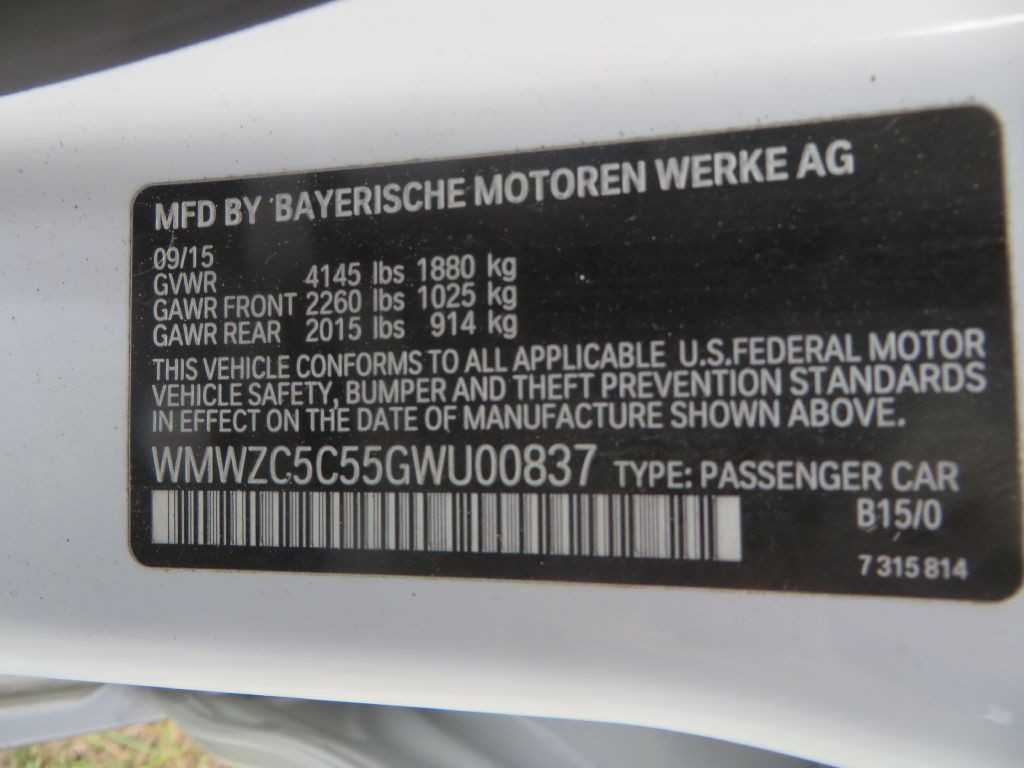 MFD BY BAYERISCHE MOTOREN WERKE AG
09/15
GVWR 4145 lbs 1880 kg
GAWR FRONT 2260 lbs 1025 kg
GAWR REAR 2015 lbs 914 kg
THIS VEHICLE CONFORMS TO ALL APPLICABLE U.S.FEDERAL MOTOR
VEHICLE SAFETY, BUMPER AND THEFT PREVENTION STANDARDS
IN EFFECT ON THE DATE OF MANUFACTURE SHOWN ABOVE.
WMWZC5C55GWU00837 TYPE: PASSENGER CAR
B15/0
7 315 814